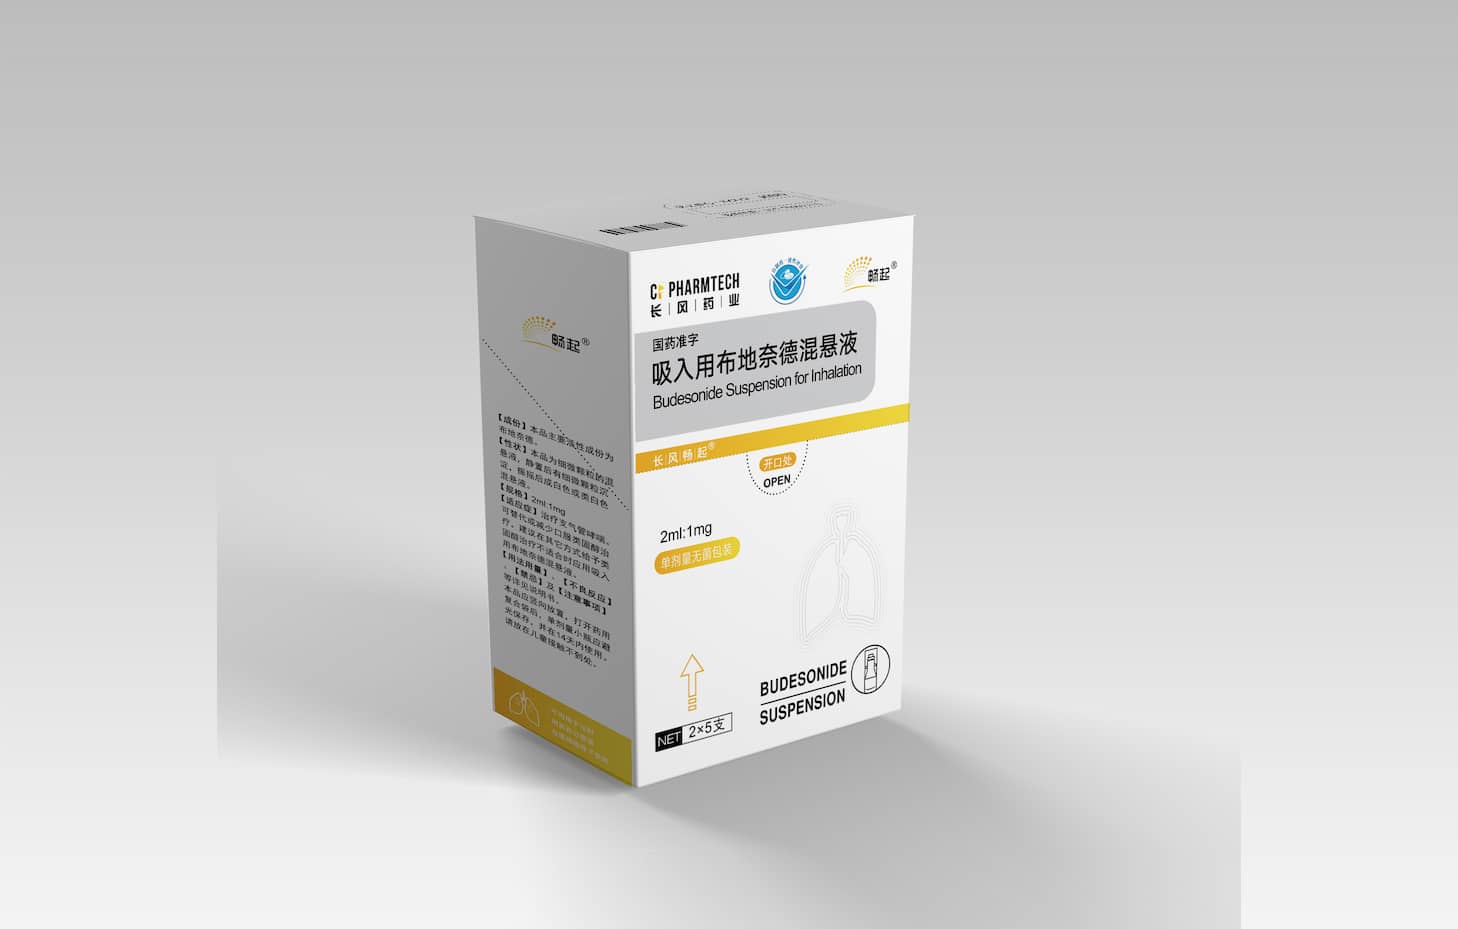 CF PHARMTECH
长风药业
畅起®
国药准字
吸入用布地奈德混悬液
Budesonide Suspension for Inhalation
长风畅起®
开口处
OPEN
2ml:1mg
单剂量无菌包装
BUDESONIDE
SUSPENSION
NET 2×5支
畅起®
【成份】本品主要活性成份为
布地奈德。
【性状】本品为细微颗粒的混
悬液，静置后有细微颗粒沉
淀，振摇后成白色或类白色
混悬液。
【规格】2ml:1mg
【适应症】治疗支气管哮喘。
可替代或减少口服类固醇治
疗。建议在其它方式给予类
固醇治疗不适合时应用吸入
用布地奈德混悬液。
【用法用量】、【不良反应】
、【禁忌】及【注意事项】
等详见说明书。
本品应竖向放置，打开药用
复合袋后，单剂量小瓶应避
光保存，并在14天内使用。
请放在儿童接触不到处。